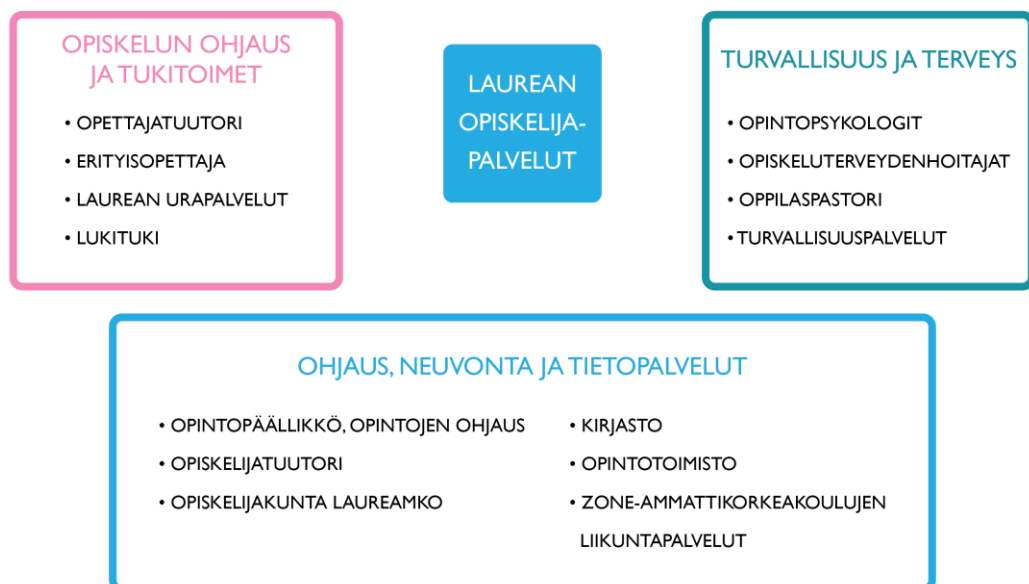 OPISKELUN OHJAUS
JA TUKITOIMET
• OPETTAJATUUTORI
• ERITYISOPETTAJA
• LAUREAN URAPALVELUT
• LUKITUKI
LAUREAN
OPISKELIJA-
PALVELUT
TURVALLISUUS JA TERVEYS
• OPINTOPSYKOLOGIT
• OPISKELUTERVEYDENHOITAJAT
• OPPILASPASTORI
• TURVALLISUUSPALVELUT
OHJAUS, NEUVONTA JA TIETOPALVELUT
• OPINTOPÄÄLLIKKÖ, OPINTOJEN OHJAUS
• OPISKELIJATUUTORI
• OPISKELIJAKUNTA LAUREAMKO
• KIRJASTO
• OPINTOTOIMISTO
• ZONE-AMMATTIKORKEAKOULUJEN
LIIKUNTAPALVELUT